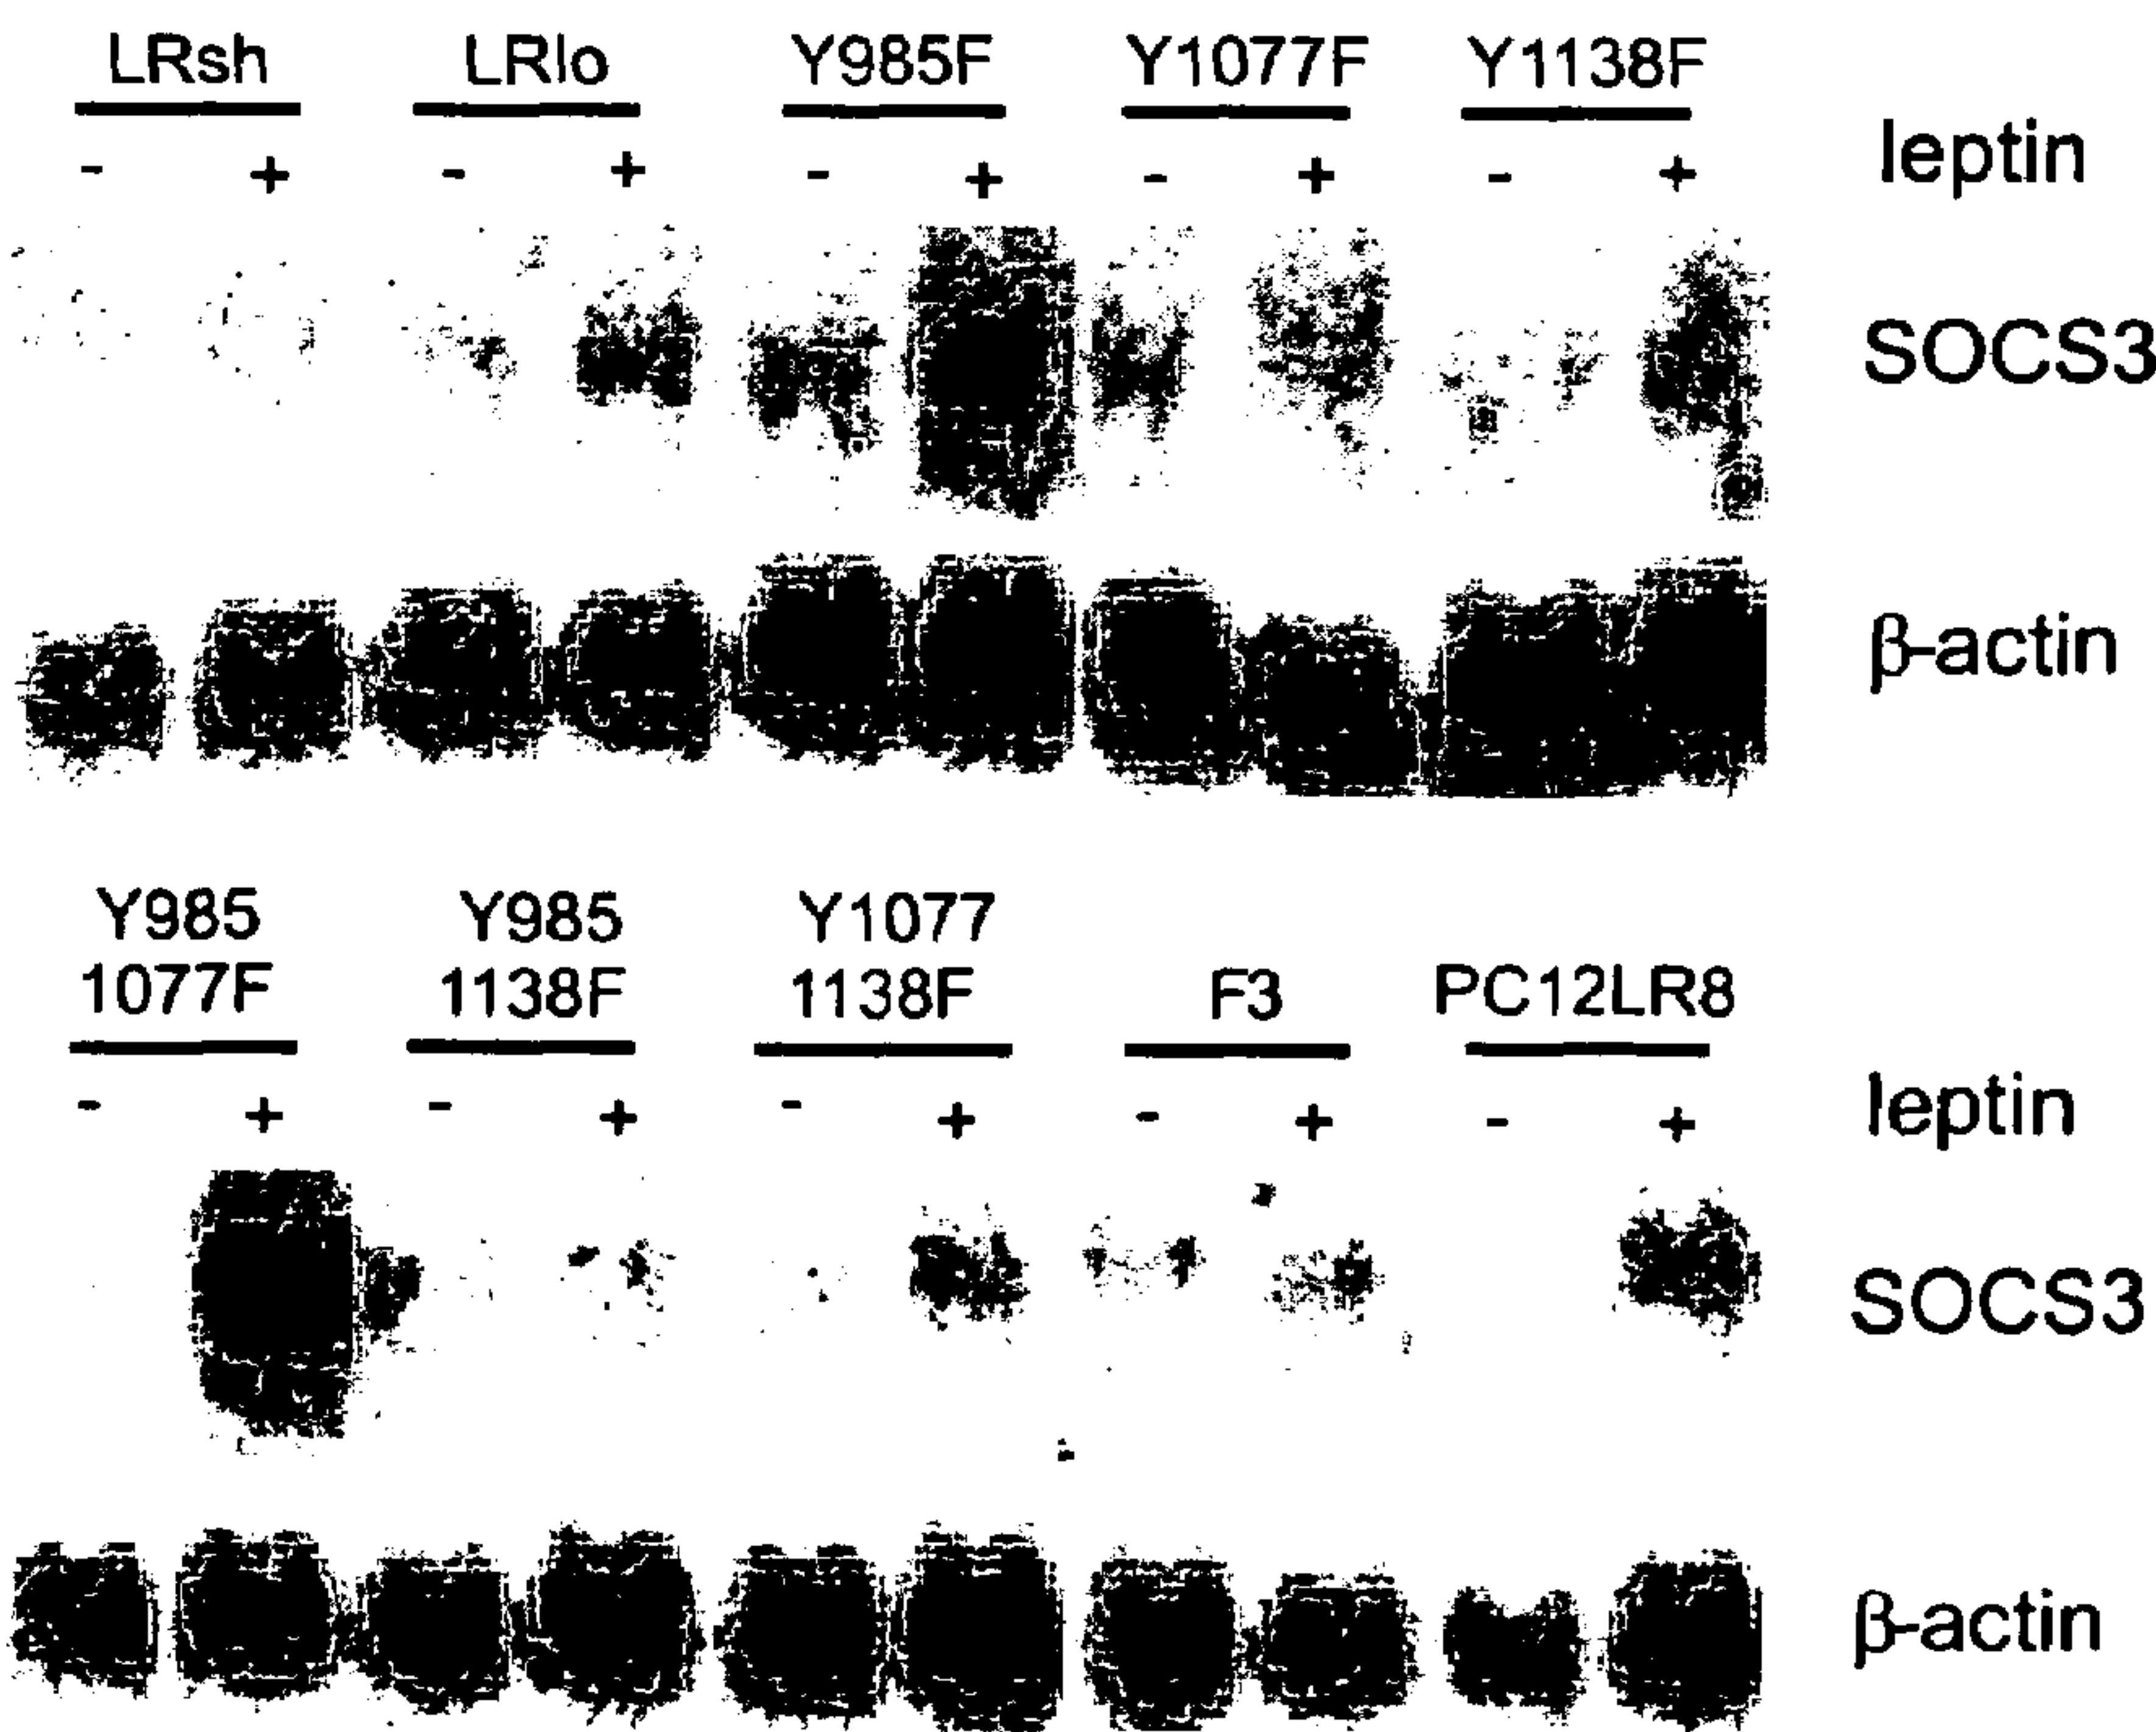 LRsh LRlo Y985F Y1077F Y1138F
- + - + - + - + - + leptin
SOCS3
β-actin
Y985 Y985 Y1077
1077F 1138F 1138F F3 PC12LR8
- + - + - + - + - + leptin
SOCS3
β-actin